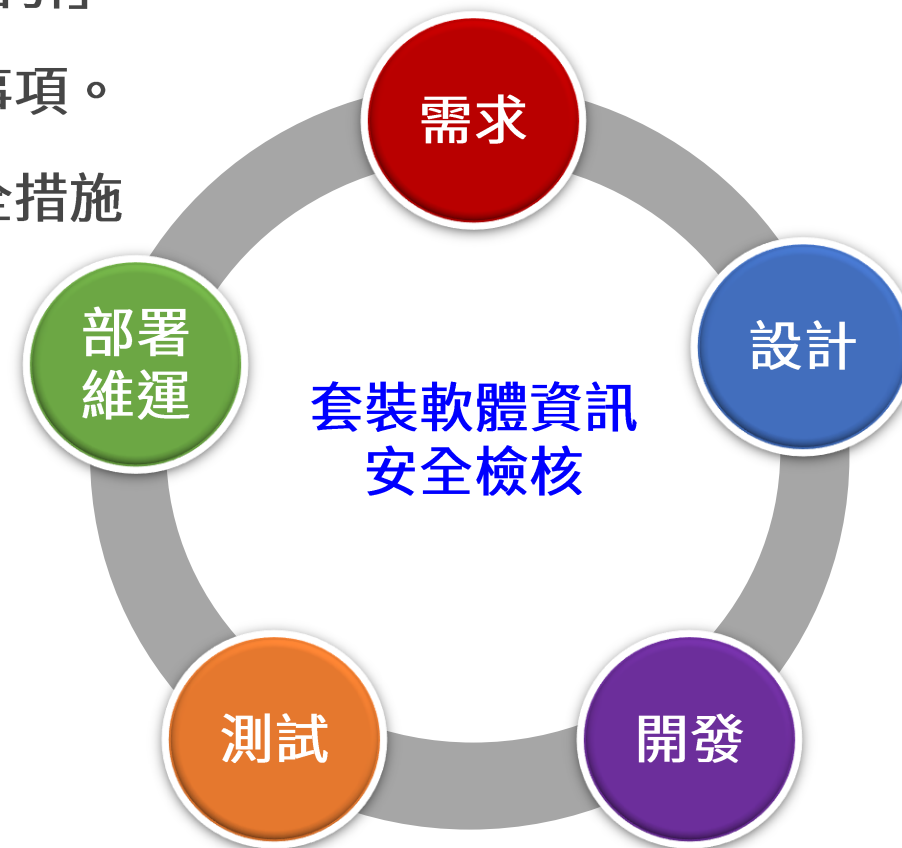 事項。
措施
需求
設計
部署
維運
套裝軟體資訊
安全檢核
測試
開發